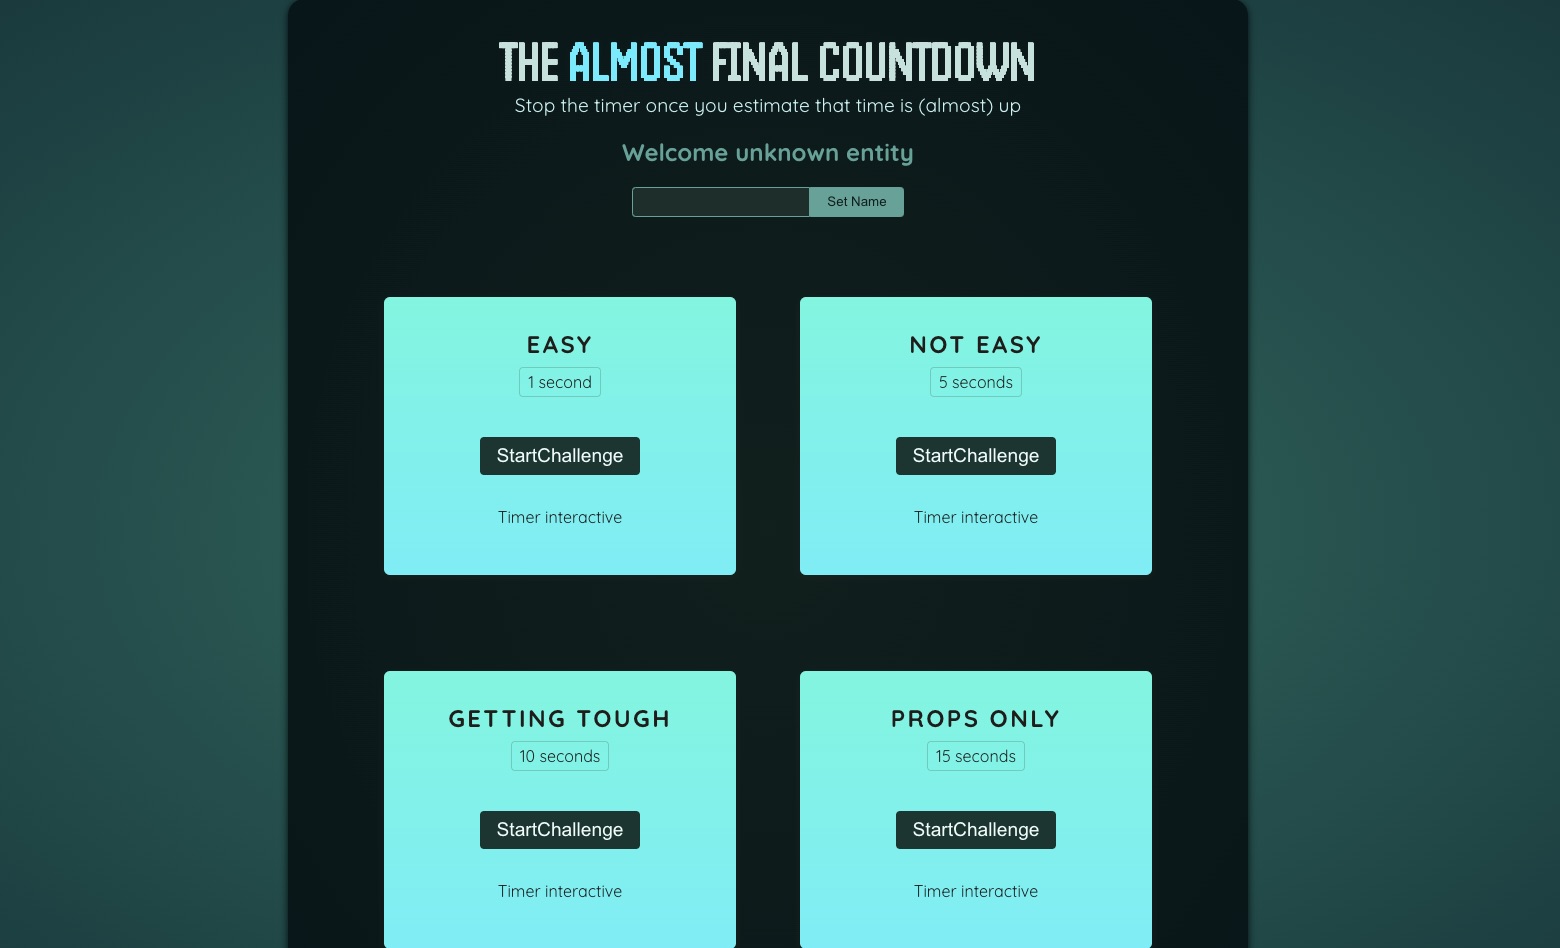 THE ALMOST FINAL COUNTDOWN
Stop the timer once you estimate that time is (almost) up
Welcome unknown entity
Set Name
EASY
1 second
StartChallenge
Timer interactive
NOT EASY
5 seconds
StartChallenge
Timer interactive
GETTING TOUGH
10 seconds
StartChallenge
Timer interactive
PROPS ONLY
15 seconds
StartChallenge
Timer interactive